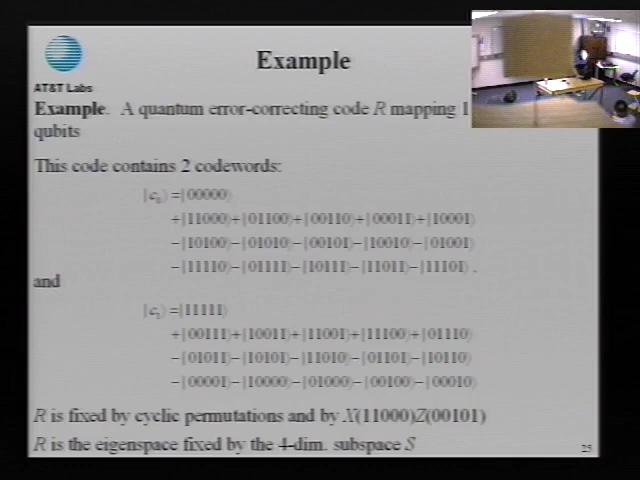 Example
AT&T Labs
Example. A quantum error-correcting code R mapping 1
qubits
This code contains 2 codewords:
|c₀⟩ =|00000⟩
+|11000⟩+|01100⟩+|00110⟩+|00011⟩+|10001⟩
−|10100⟩−|01010⟩−|00101⟩−|10010⟩−|01001⟩
−|11110⟩−|01111⟩−|10111⟩−|11011⟩−|11101⟩ .
and
|c₁⟩ =|11111⟩
+|00111⟩+|10011⟩+|11001⟩+|11100⟩+|01110⟩
−|01011⟩−|10101⟩−|11010⟩−|01101⟩−|10110⟩
−|00001⟩−|10000⟩−|01000⟩−|00100⟩−|00010⟩
R is fixed by cyclic permutations and by X(11000)Z(00101)
R is the eigenspace fixed by the 4-dim. subspace S
25